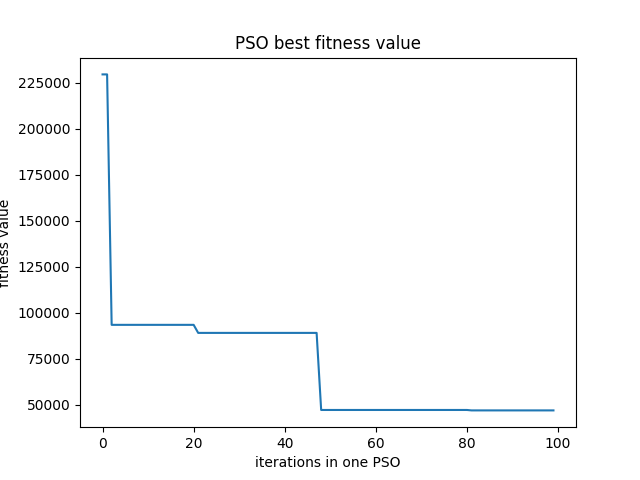 PSO best fitness value
225000
200000
175000
150000
125000
100000
75000
50000
fitness value
0 20 40 60 80 100
iterations in one PSO